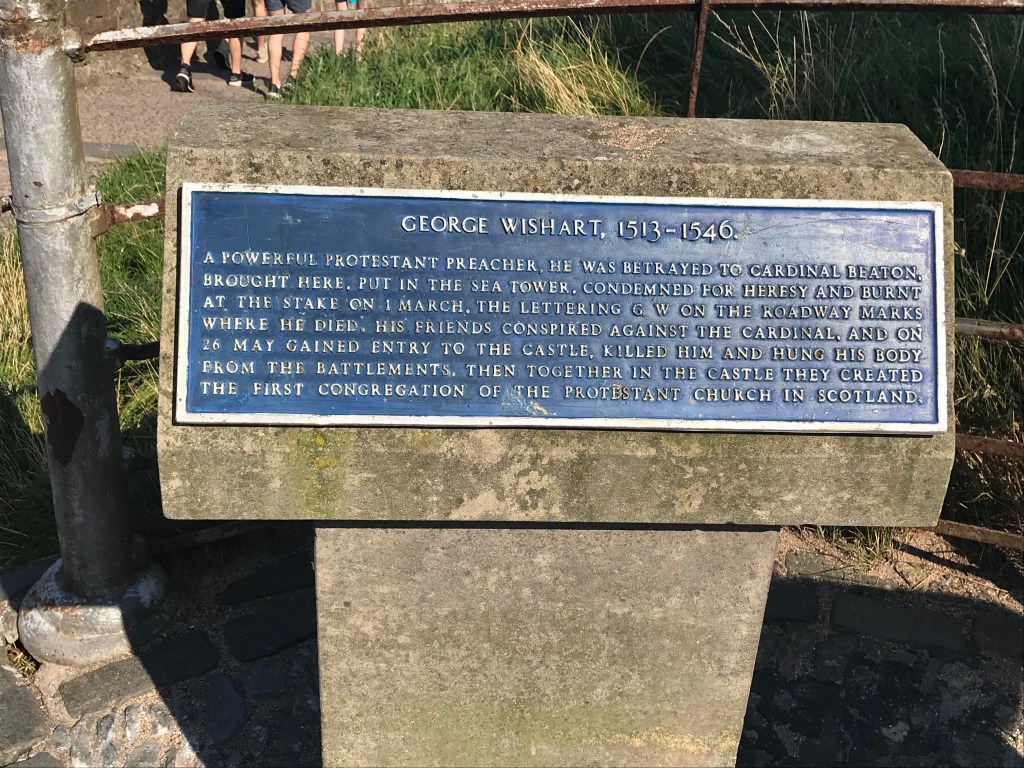 GEORGE WISHART, 1513-1546.
A POWERFUL PROTESTANT PREACHER, HE WAS BETRAYED TO CARDINAL BEATON,
BROUGHT HERE, PUT IN THE SEA TOWER, CONDEMNED FOR HERESY AND BURNT
AT THE STAKE ON 1 MARCH. THE LETTERING G W ON THE ROADWAY MARKS
WHERE HE DIED. HIS FRIENDS CONSPIRED AGAINST THE CARDINAL, AND ON
26 MAY GAINED ENTRY TO THE CASTLE, KILLED HIM AND HUNG HIS BODY
FROM THE BATTLEMENTS. THEN TOGETHER IN THE CASTLE THEY CREATED
THE FIRST CONGREGATION OF THE PROTESTANT CHURCH IN SCOTLAND.